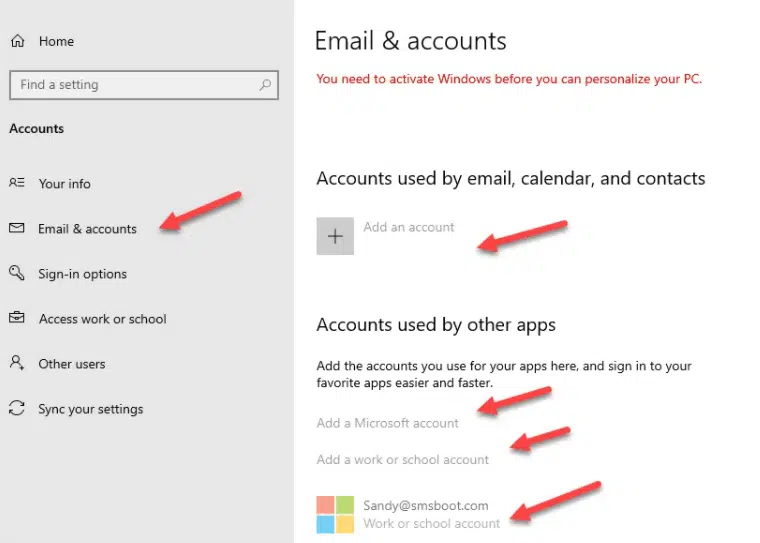 Home
Find a setting
Accounts
Your info
Email & accounts
Sign-in options
Access work or school
Other users
Sync your settings
Email & accounts
You need to activate Windows before you can personalize your PC.
Accounts used by email, calendar, and contacts
Add an account
Accounts used by other apps
Add the accounts you use for your apps here, and sign in to your
favorite apps easier and faster.
Add a Microsoft account
Add a work or school account
Sandy@smsboot.com
Work or school account